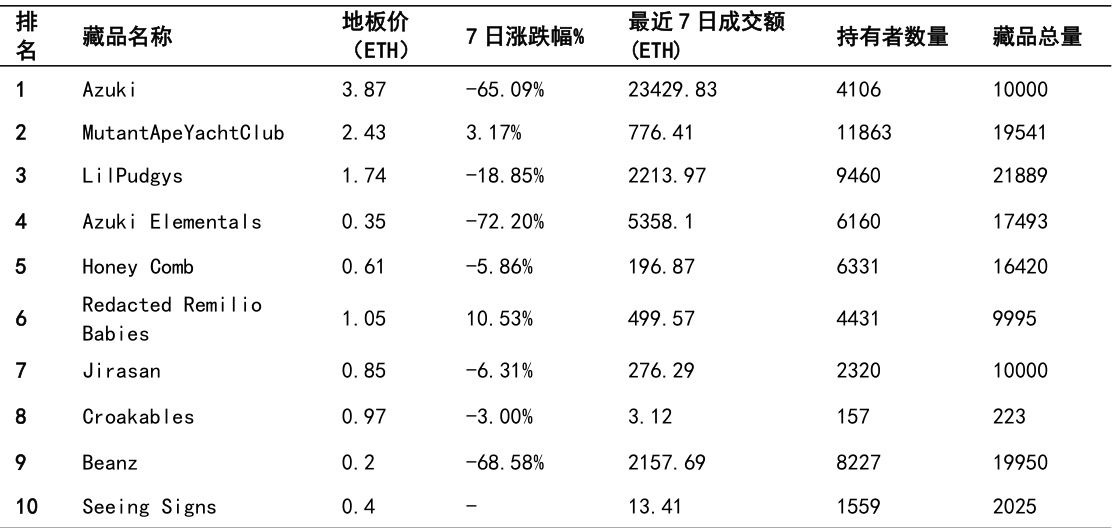 排名 藏品名称 地板价（ETH） 7日涨跌幅% 最近7日成交额(ETH) 持有者数量 藏品总量
1 Azuki 3.87 -65.09% 23429.83 4106 10000
2 MutantApeYachtClub 2.43 3.17% 776.41 11863 19541
3 LilPudgys 1.74 -18.85% 2213.97 9460 21889
4 Azuki Elementals 0.35 -72.20% 5358.1 6160 17493
5 Honey Comb 0.61 -5.86% 196.87 6331 16420
6 Redacted Remilio Babies 1.05 10.53% 499.57 4431 9995
7 Jirasan 0.85 -6.31% 276.29 2320 10000
8 Croakables 0.97 -3.00% 3.12 157 223
9 Beanz 0.2 -68.58% 2157.69 8227 19950
10 Seeing Signs 0.4 - 13.41 1559 2025